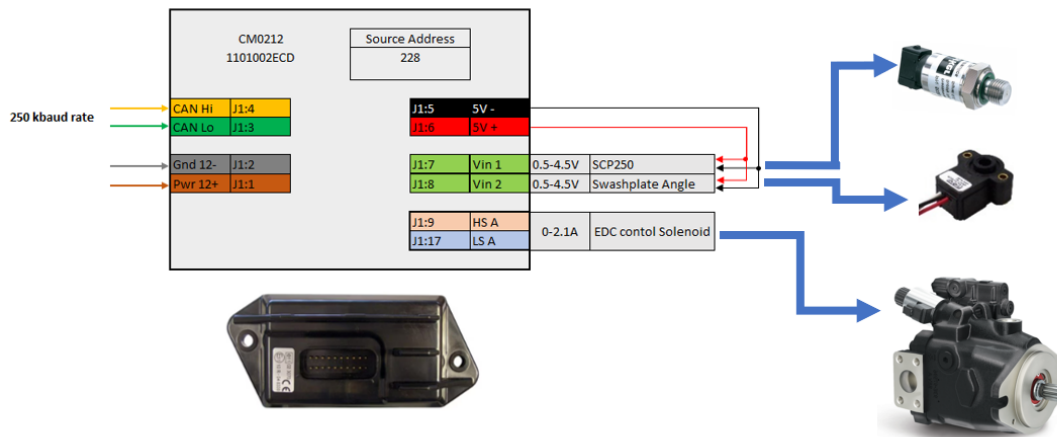 CM0212
1101002ECD
Source Address
228
250 kbaud rate
CAN Hi J1:4
CAN Lo J1:3
Gnd 12- J1:2
Pwr 12+ J1:1
J1:5 5V -
J1:6 5V +
J1:7 Vin 1 0.5-4.5V SCP250
J1:8 Vin 2 0.5-4.5V Swashplate Angle
J1:9 HS A
J1:17 LS A
0-2.1A EDC contol Solenoid